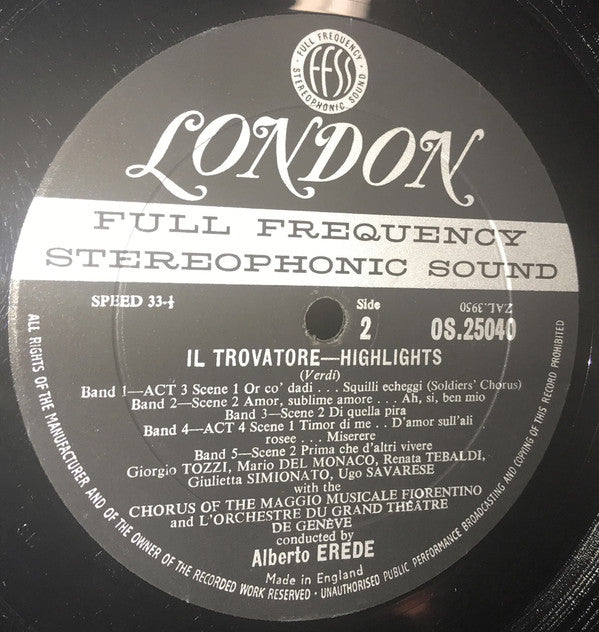 FULL FREQUENCY
FFSS
STEREOPHONIC SOUND
LONDON
FULL FREQUENCY
STEREOPHONIC SOUND
SPEED 33-⅓
Side
2
ZAL.3950
OS.25040
IL TROVATORE—HIGHLIGHTS
(Verdi)
Band 1—ACT 3 Scene 1 Or co' dadi . . . Squilli echeggi (Soldiers' Chorus)
Band 2—Scene 2 Amor, sublime amore . . . Ah, si, ben mio
Band 3—Scene 2 Di quella pira
Band 4—ACT 4 Scene 1 Timor di me . . D'amor sull'ali
rosee . . . Miserere
Band 5—Scene 2 Prima che d'altri vivere
Giorgio TOZZI, Mario DEL MONACO, Renata TEBALDI,
Giulietta SIMIONATO, Ugo SAVARESE
with the
CHORUS OF THE MAGGIO MUSICALE FIORENTINO
and L'ORCHESTRE DU GRAND THÉÂTRE
DE GENÈVE
conducted by
Alberto EREDE
Made in England
ALL RIGHTS OF THE MANUFACTURER AND OF THE OWNER OF THE RECORDED WORK RESERVED · UNAUTHORISED PUBLIC PERFORMANCE BROADCASTING AND COPYING OF THIS RECORD PROHIBITED